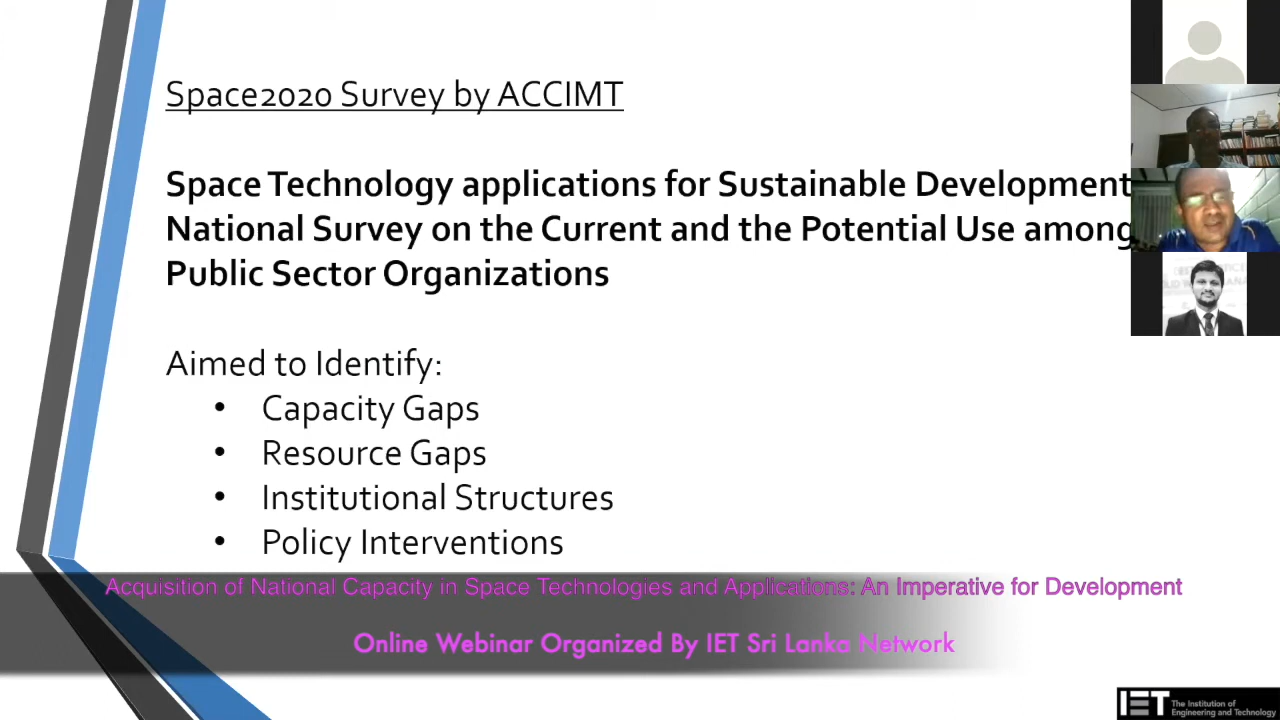 Space2020 Survey by ACCIMT
Space Technology applications for Sustainable Development
National Survey on the Current and the Potential Use among
Public Sector Organizations
Aimed to Identify:
• Capacity Gaps
• Resource Gaps
• Institutional Structures
• Policy Interventions
Acquisition of National Capacity in Space Technologies and Applications: An Imperative for Development
Online Webinar Organized By IET Sri Lanka Network
IET The Institution of
Engineering and Technology